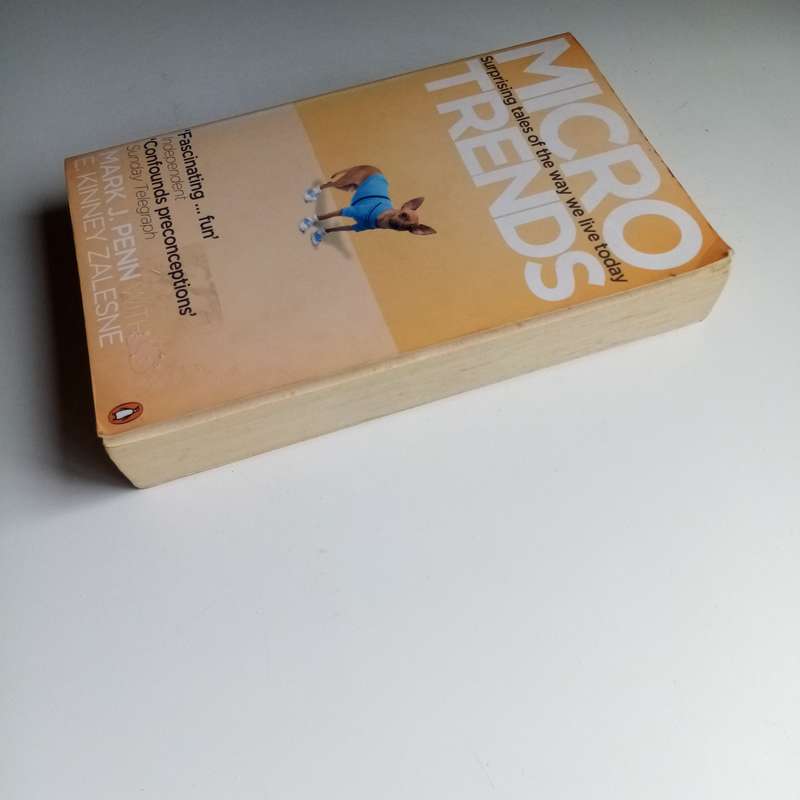 MICRO
Surprising tales of the way we live today
TRENDS
'Fascinating ... fun'
Independent
'Confounds preconceptions'
Sunday Telegraph
MARK J. PENN WITH
E KINNEY ZALESNE